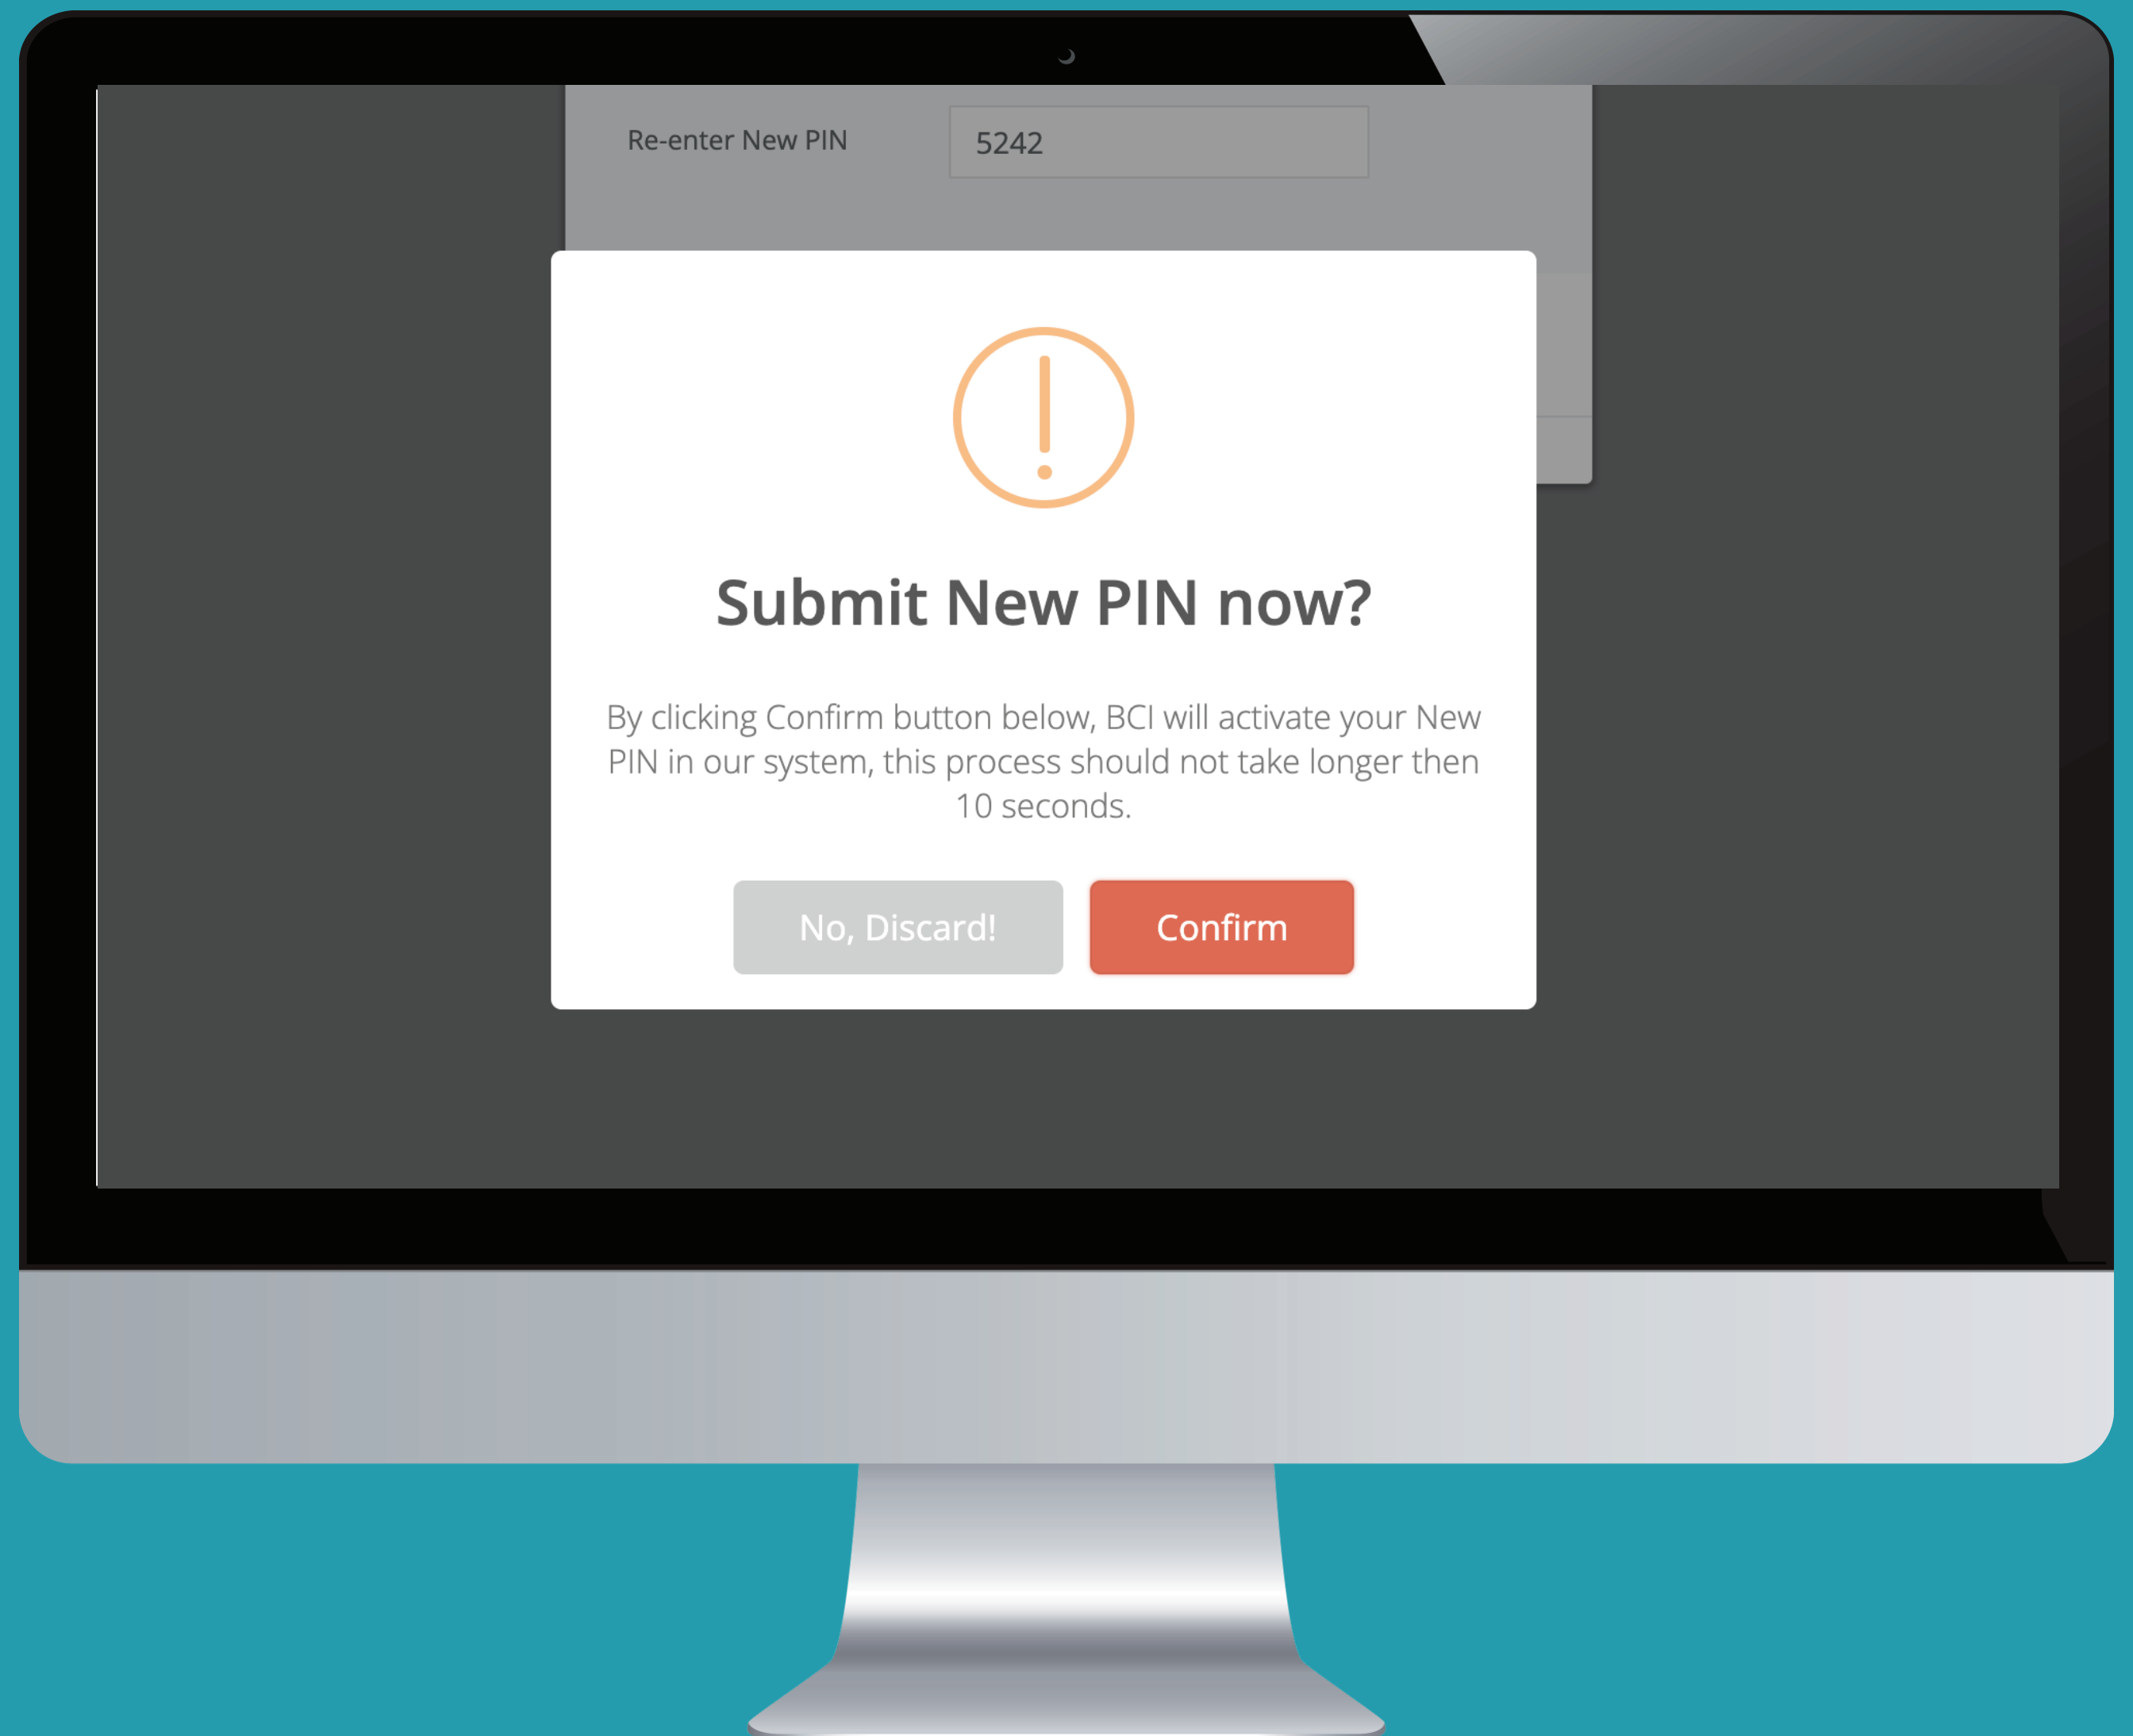 Re-enter New PIN 5242
Submit New PIN now?
By clicking Confirm button below, BCI will activate your New
PIN in our system, this process should not take longer then
10 seconds.
No, Discard! Confirm